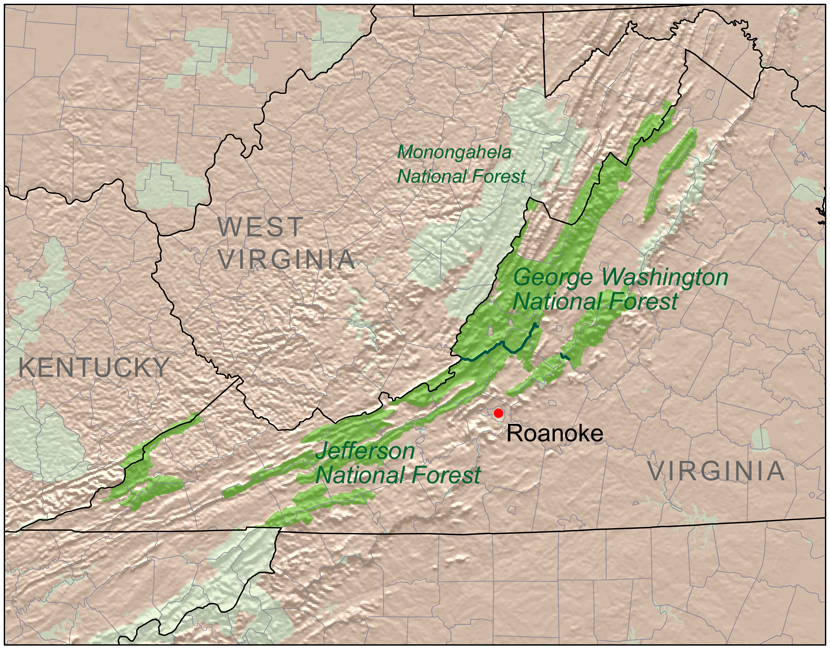 Monongahela
National Forest
WEST
VIRGINIA
George Washington
National Forest
KENTUCKY
Roanoke
Jefferson
National Forest
VIRGINIA